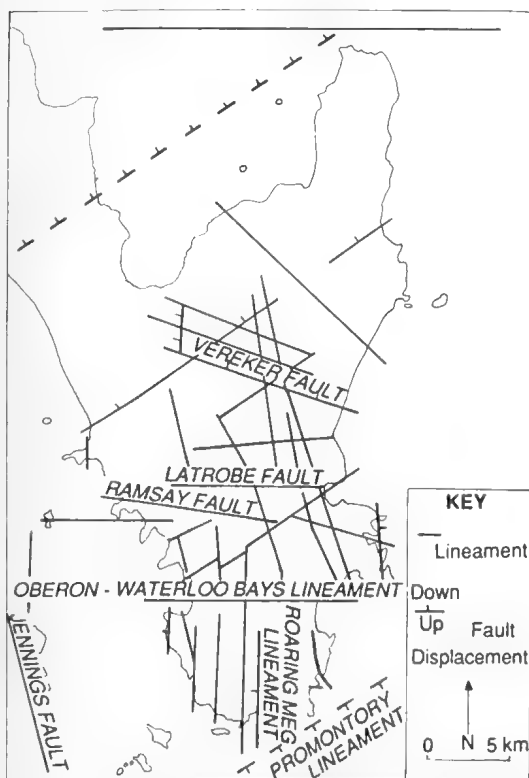 VEREKER FAULT
LATROBE FAULT
RAMSAY FAULT
OBERON - WATERLOO BAYS LINEAMENT
JENNINGS FAULT
ROARING MEG
LINEAMENT
PROMONTORY
LINEAMENT
KEY
Lineament
Down
Up Fault
Displacement
N
0 5 km